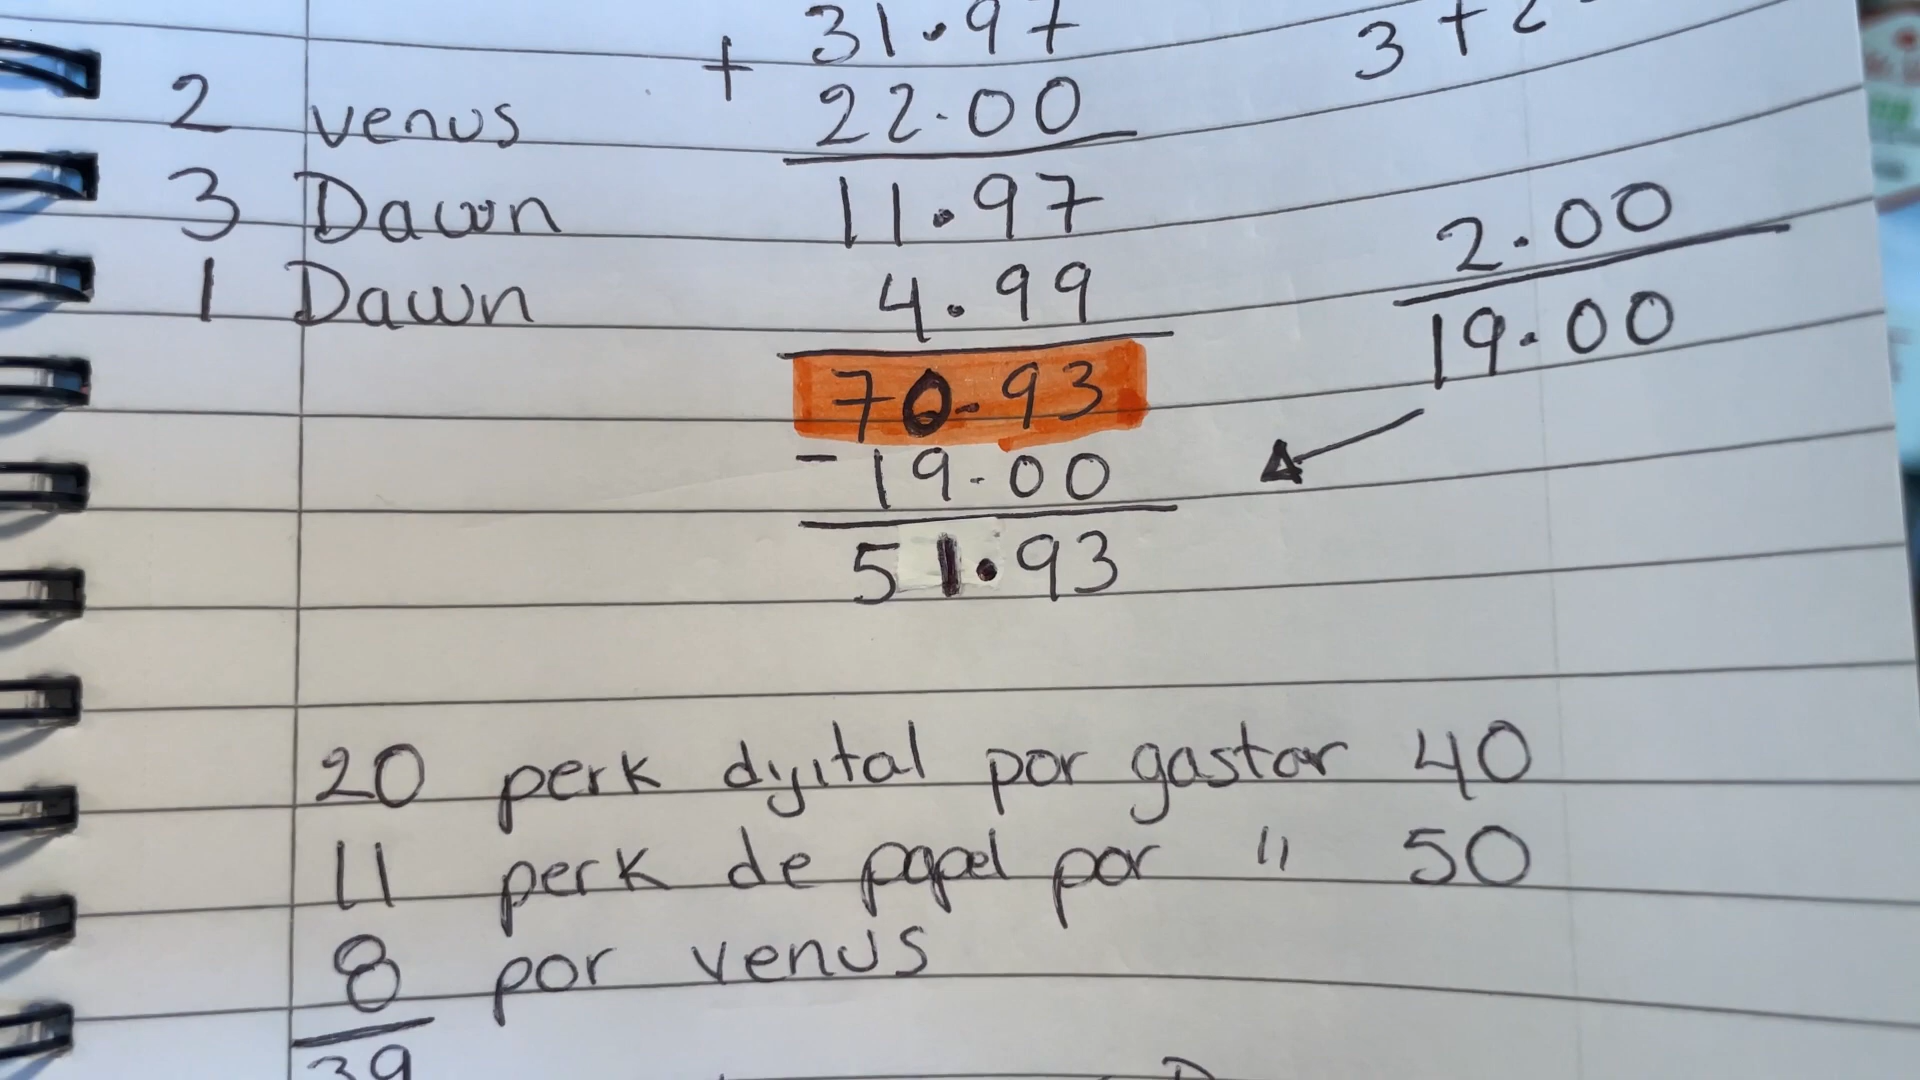 + 31.97
3 + 2
2 venus 22.00
3 Dawn 11.97
2.00
1 Dawn 4.99
19.00
70.93
- 19.00
51.93
20 perk dyital por gastar 40
11 perk de papel por " 50
8 por venus
39